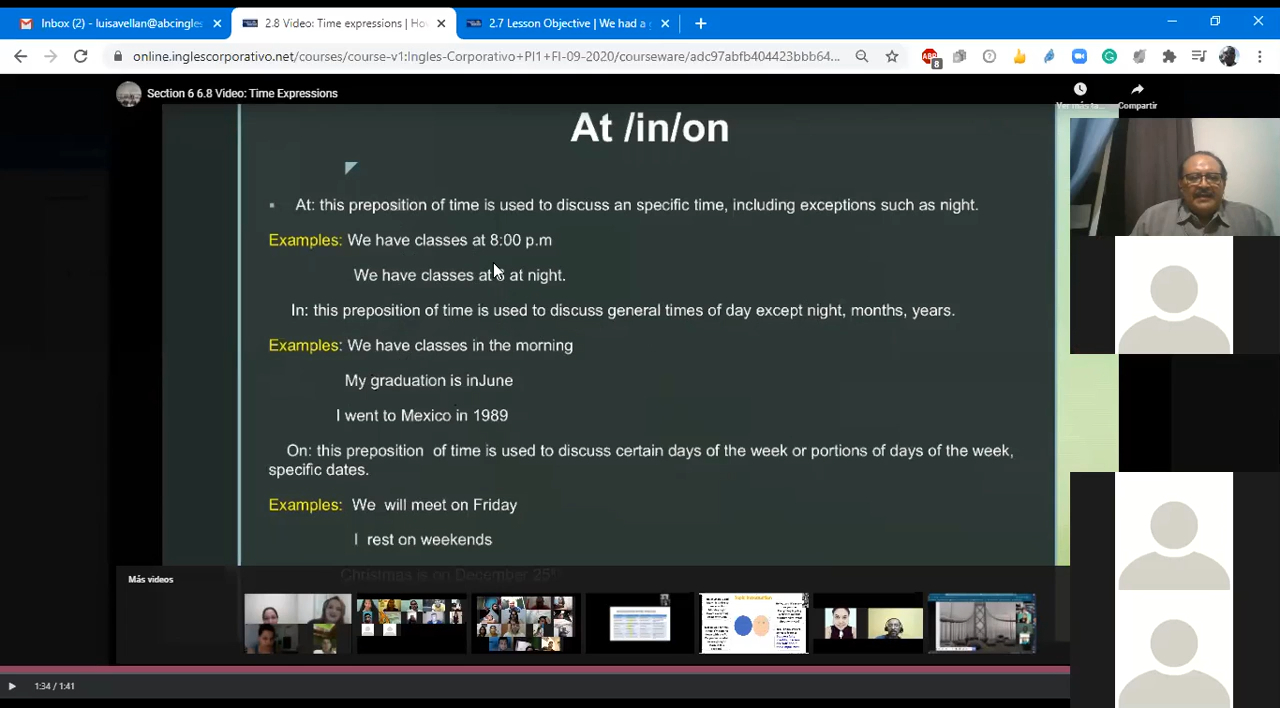 Inbox (2) - luisavellan@abcingles
2.8 Video: Time expressions | Ho
2.7 Lesson Objective | We had a
online.inglescorporativo.net/courses/course-v1:Ingles-Corporativo+PI1+FI-09-2020/courseware/adc97abfb404423bbb64...
8
Section 6 6.8 Video: Time Expressions
Compartir
At /in/on
At: this preposition of time is used to discuss an specific time, including exceptions such as night.
Examples: We have classes at 8:00 p.m
We have classes at 8 at night.
In: this preposition of time is used to discuss general times of day except night, months, years.
Examples: We have classes in the morning
My graduation is inJune
I went to Mexico in 1989
On: this preposition of time is used to discuss certain days of the week or portions of days of the week,
specific dates.
Examples: We will meet on Friday
I rest on weekends
Christmas is on December 25th
Más videos
1:34 / 1:41